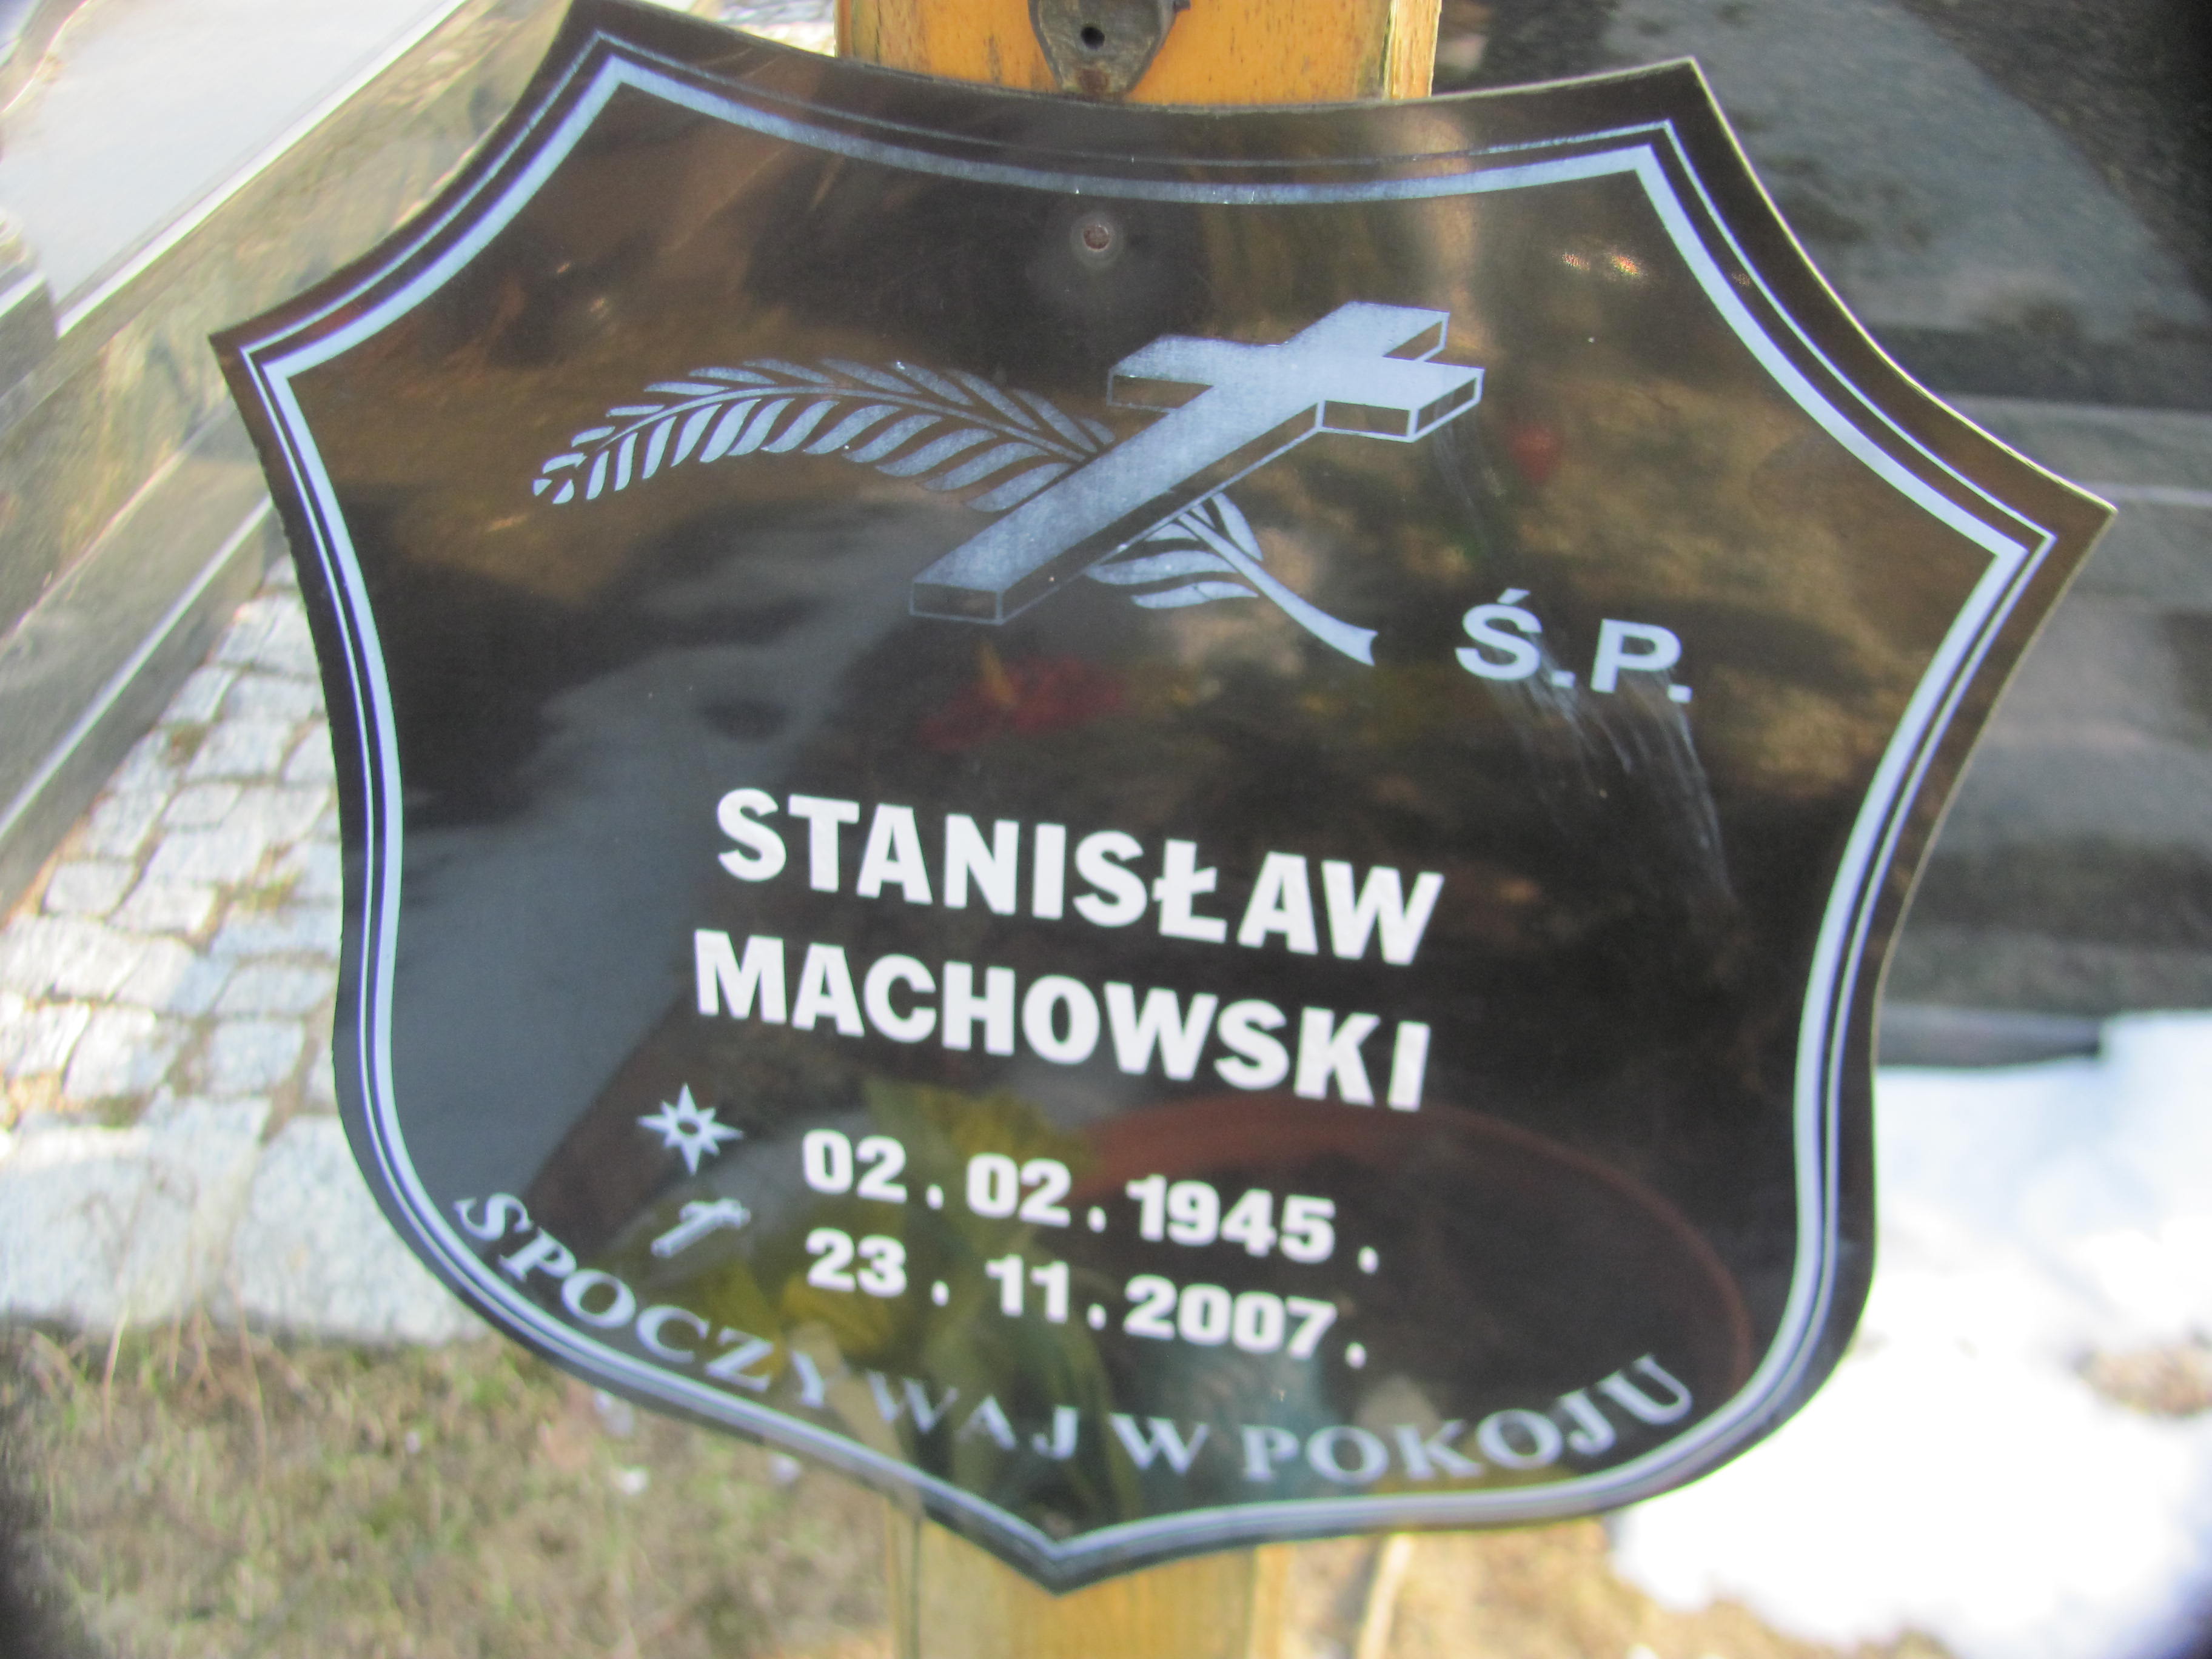 Ś.P.
STANISŁAW
MACHOWSKI
02.02.1945.
23.11.2007.
SPOCZYWAJ W POKOJU